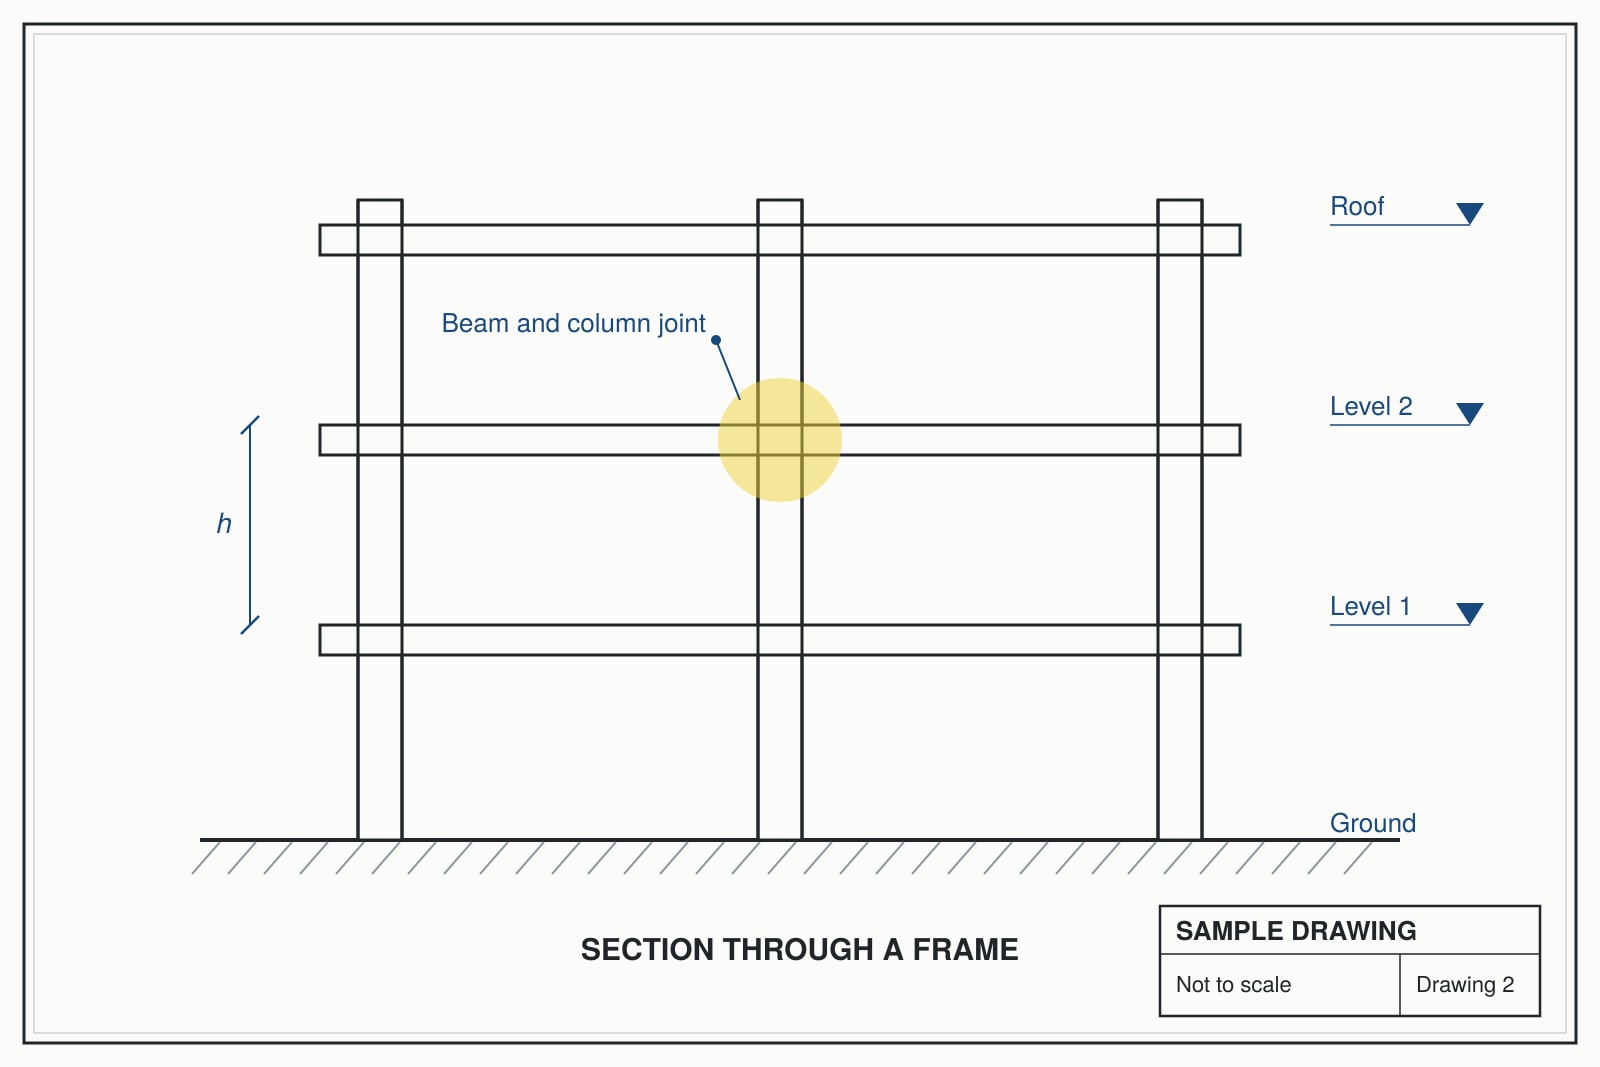 Roof
Beam and column joint
Level 2
h
Level 1
Ground
SECTION THROUGH A FRAME
SAMPLE DRAWING
Not to scale
Drawing 2